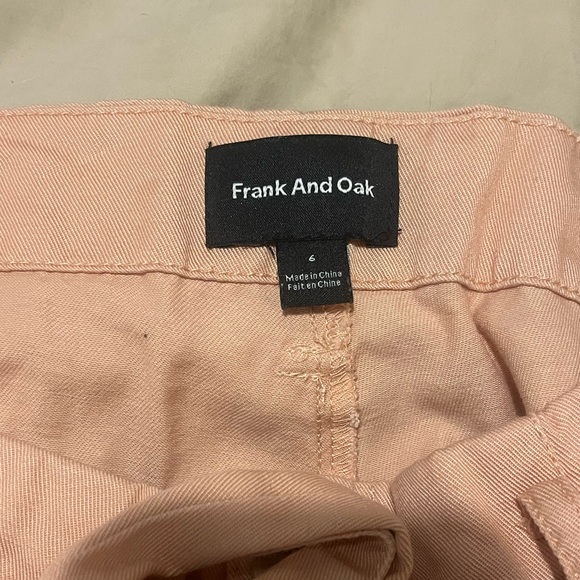 Frank And Oak
6
Made in China
Fait en Chine